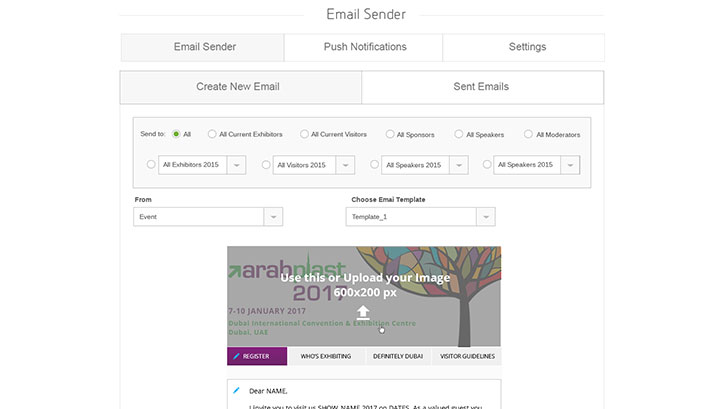 Email Sender
Email Sender Push Notifications Settings
Create New Email Sent Emails
Send to: All All Current Exhibitors All Current Visitors All Sponsors All Speakers All Moderators
All Exhibitors 2015 All Visitors 2015 All Speakers 2015 All Speakers 2015
From Choose Emai Template
Event Template_1
arabplast
Use this or Upload your Image
2017
600x200 px
7-10 JANUARY 2017
Dubai International Convention & Exhibition Centre
Dubai, UAE
REGISTER WHO'S EXHIBITING DEFINITELY DUBAI VISITOR GUIDELINES
Dear NAME,
I invite you to visit us SHOW NAME 2017 on DATES. As a valued guest you